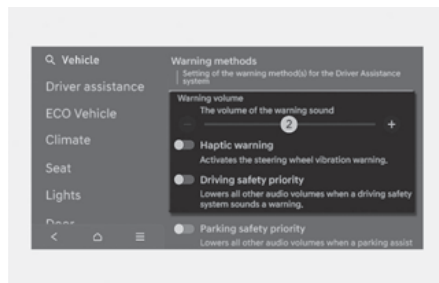 Vehicle
Driver assistance
ECO Vehicle
Climate
Seat
Lights
Door
Warning methods
Setting of the warning method(s) for the Driver Assistance
system
Warning volume
The volume of the warning sound
− 2 +
Haptic warning
Activates the steering wheel vibration warning.
Driving safety priority
Lowers all other audio volumes when a driving safety
system sounds a warning.
Parking safety priority
Lowers all other audio volumes when a parking assist